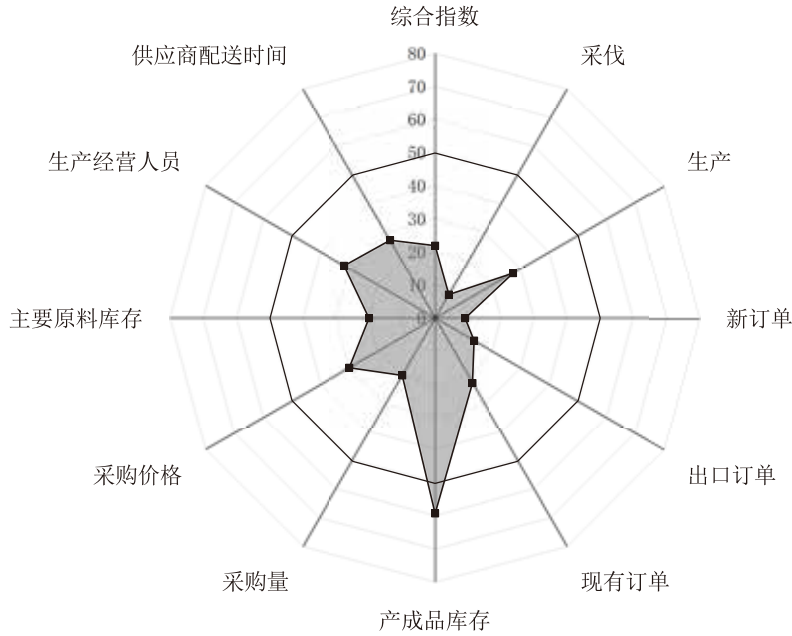 综合指数
供应商配送时间
80
采伐
70
60
生产经营人员
50
生产
40
30
20
10
主要原料库存
0
新订单
采购价格
出口订单
采购量
现有订单
产成品库存